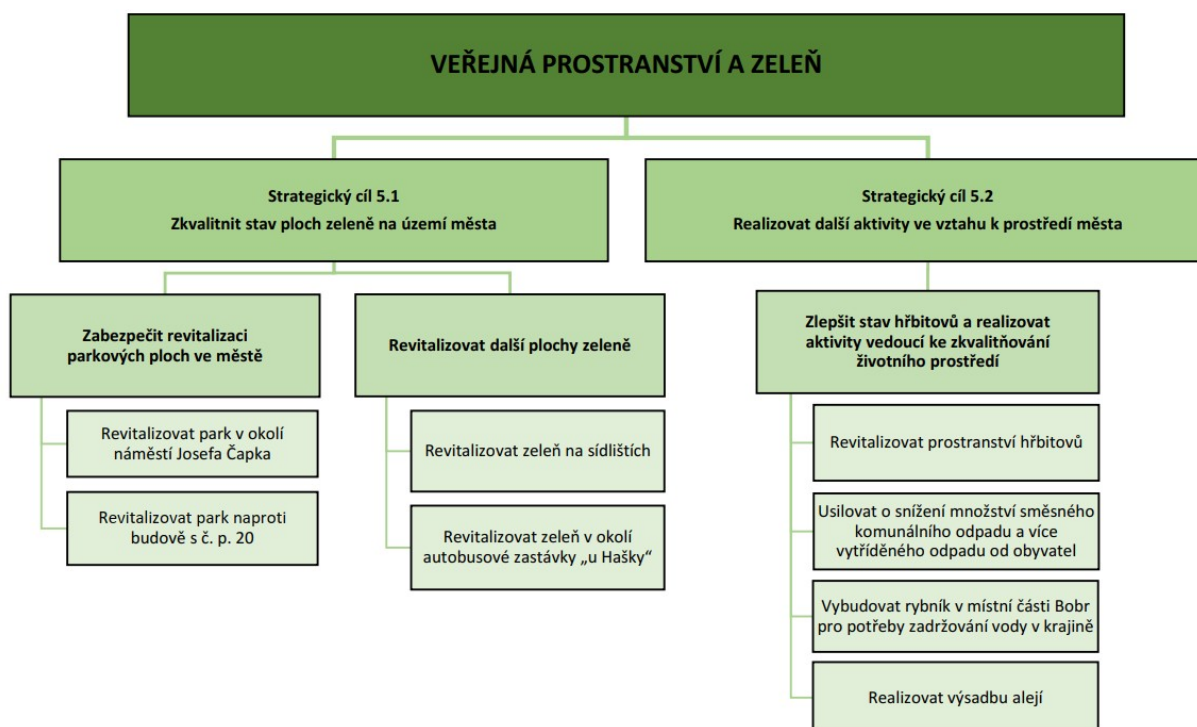 VEŘEJNÁ PROSTRANSTVÍ A ZELEŇ
Strategický cíl 5.1
Zkvalitnit stav ploch zeleně na území města
Strategický cíl 5.2
Realizovat další aktivity ve vztahu k prostředí města
Zabezpečit revitalizaci
parkových ploch ve městě
Revitalizovat park v okolí
náměstí Josefa Čapka
Revitalizovat park naproti
budově s č. p. 20
Revitalizovat další plochy zeleně
Revitalizovat zeleň na sídlištích
Revitalizovat zeleň v okolí
autobusové zastávky „u Hašky“
Zlepšit stav hřbitovů a realizovat
aktivity vedoucí ke zkvalitňování
životního prostředí
Revitalizovat prostranství hřbitovů
Usilovat o snížení množství směsného
komunálního odpadu a více
vytříděného odpadu od obyvatel
Vybudovat rybník v místní části Bobr
pro potřeby zadržování vody v krajině
Realizovat výsadbu alejí